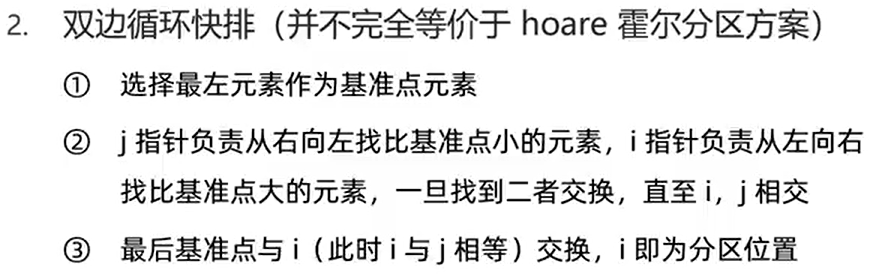 2. 双边循环快排（并不完全等价于 hoare 霍尔分区方案）
① 选择最左元素作为基准点元素
② j 指针负责从右向左找比基准点小的元素，i 指针负责从左向右
找比基准点大的元素，一旦找到二者交换，直至 i，j 相交
③ 最后基准点与 i（此时 i 与 j 相等）交换，i 即为分区位置